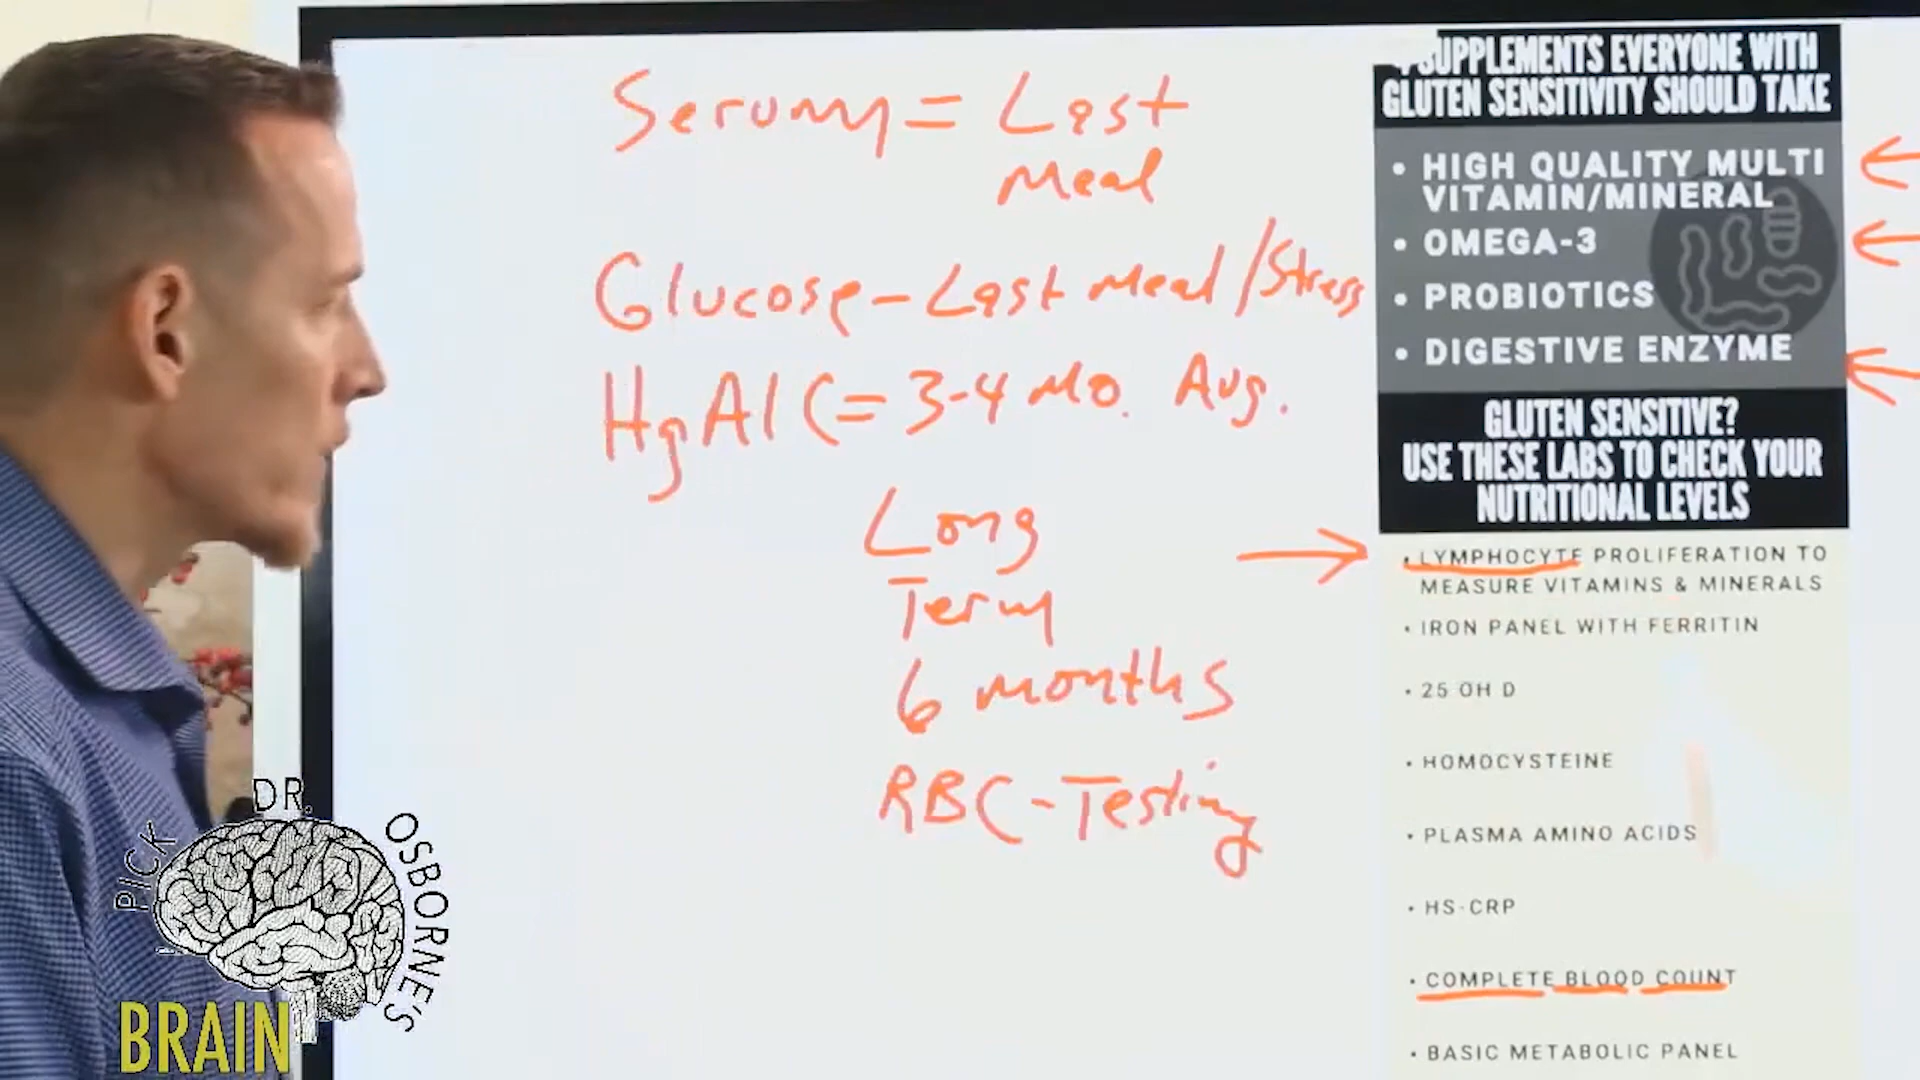 Serum = Last
Meal
Glucose - Last Meal / Stress
HgA1C = 3-4 Mo. Avg.
Long
Term
6 months
RBC - Testing
SUPPLEMENTS EVERYONE WITH
GLUTEN SENSITIVITY SHOULD TAKE
• HIGH QUALITY MULTI
VITAMIN/MINERAL
• OMEGA-3
• PROBIOTICS
• DIGESTIVE ENZYME
GLUTEN SENSITIVE?
USE THESE LABS TO CHECK YOUR
NUTRITIONAL LEVELS
• LYMPHOCYTE PROLIFERATION TO
MEASURE VITAMINS & MINERALS
• IRON PANEL WITH FERRITIN
• 25 OH D
• HOMOCYSTEINE
• PLASMA AMINO ACIDS
• HS-CRP
• COMPLETE BLOOD COUNT
• BASIC METABOLIC PANEL
PICK DR. OSBORNE'S
BRAIN